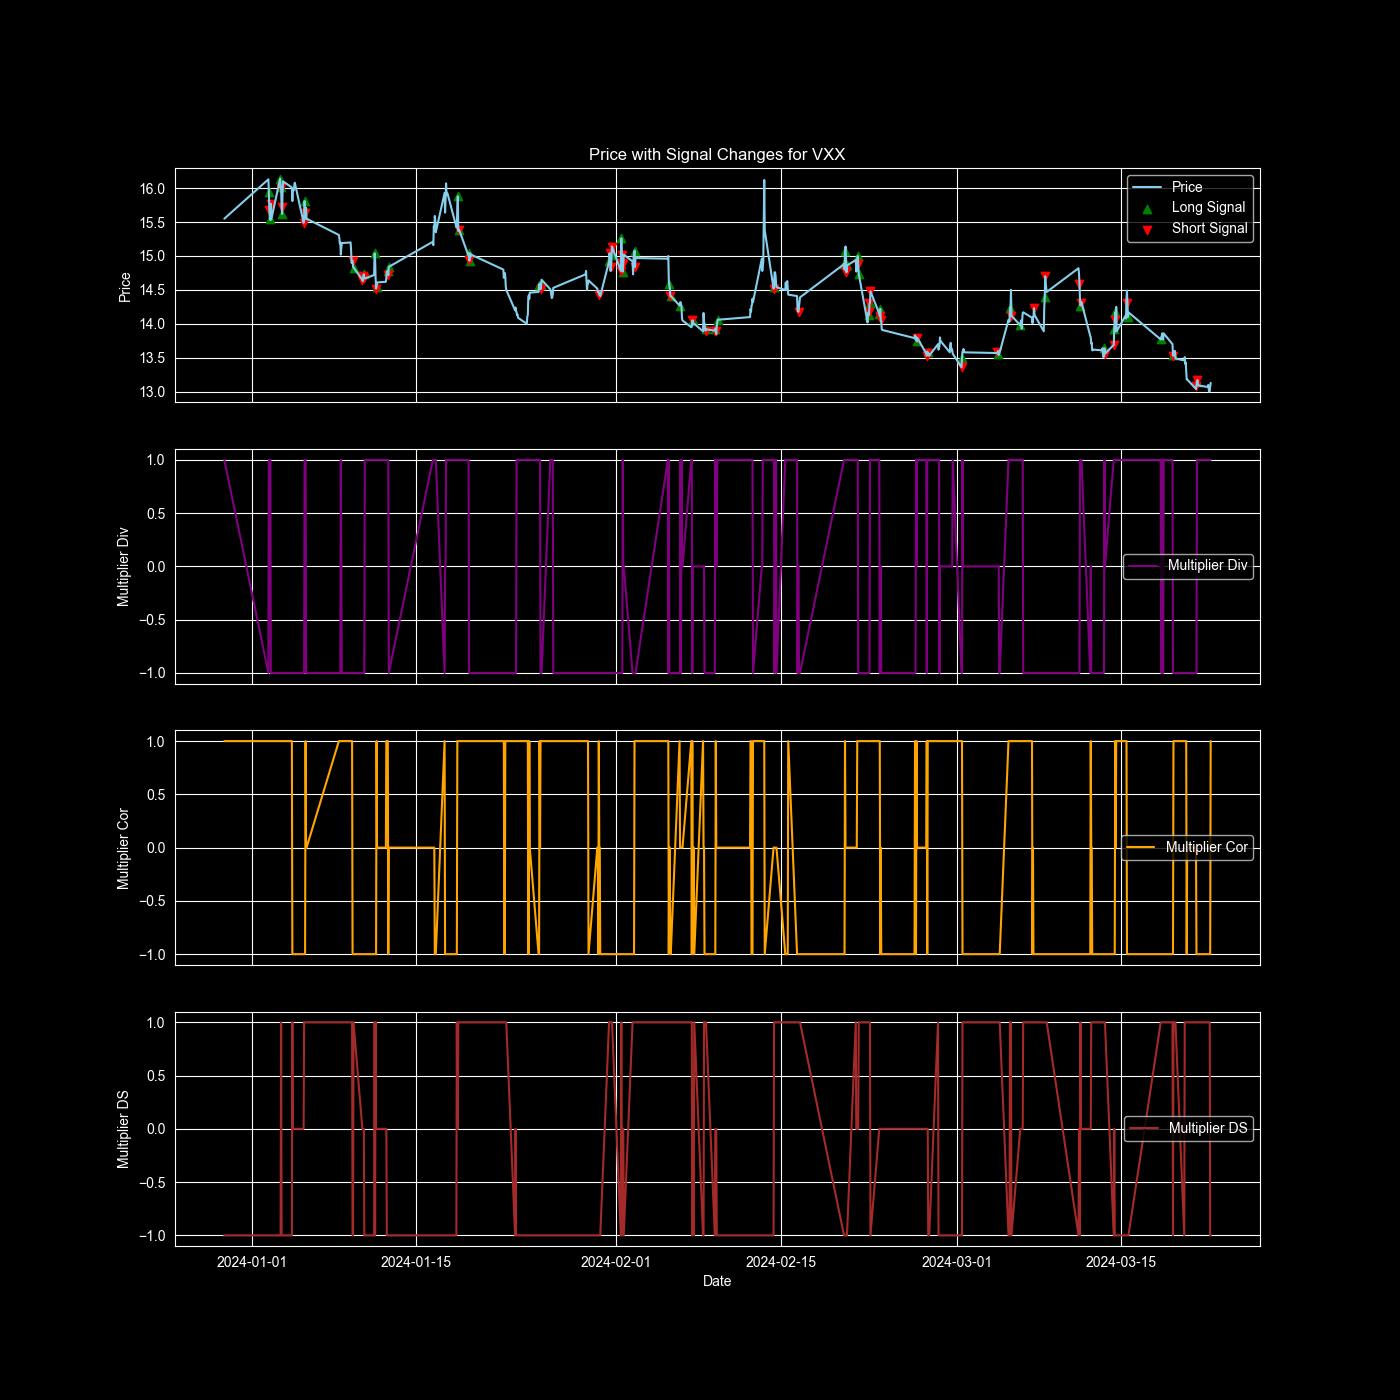 Price with Signal Changes for VXX
Price
16.0
15.5
15.0
14.5
14.0
13.5
13.0
Price
Long Signal
Short Signal
Multiplier Div
1.0
0.5
0.0
−0.5
−1.0
Multiplier Div
Multiplier Cor
1.0
0.5
0.0
−0.5
−1.0
Multiplier Cor
Multiplier DS
1.0
0.5
0.0
−0.5
−1.0
Multiplier DS
2024-01-01 2024-01-15 2024-02-01 2024-02-15 2024-03-01 2024-03-15
Date